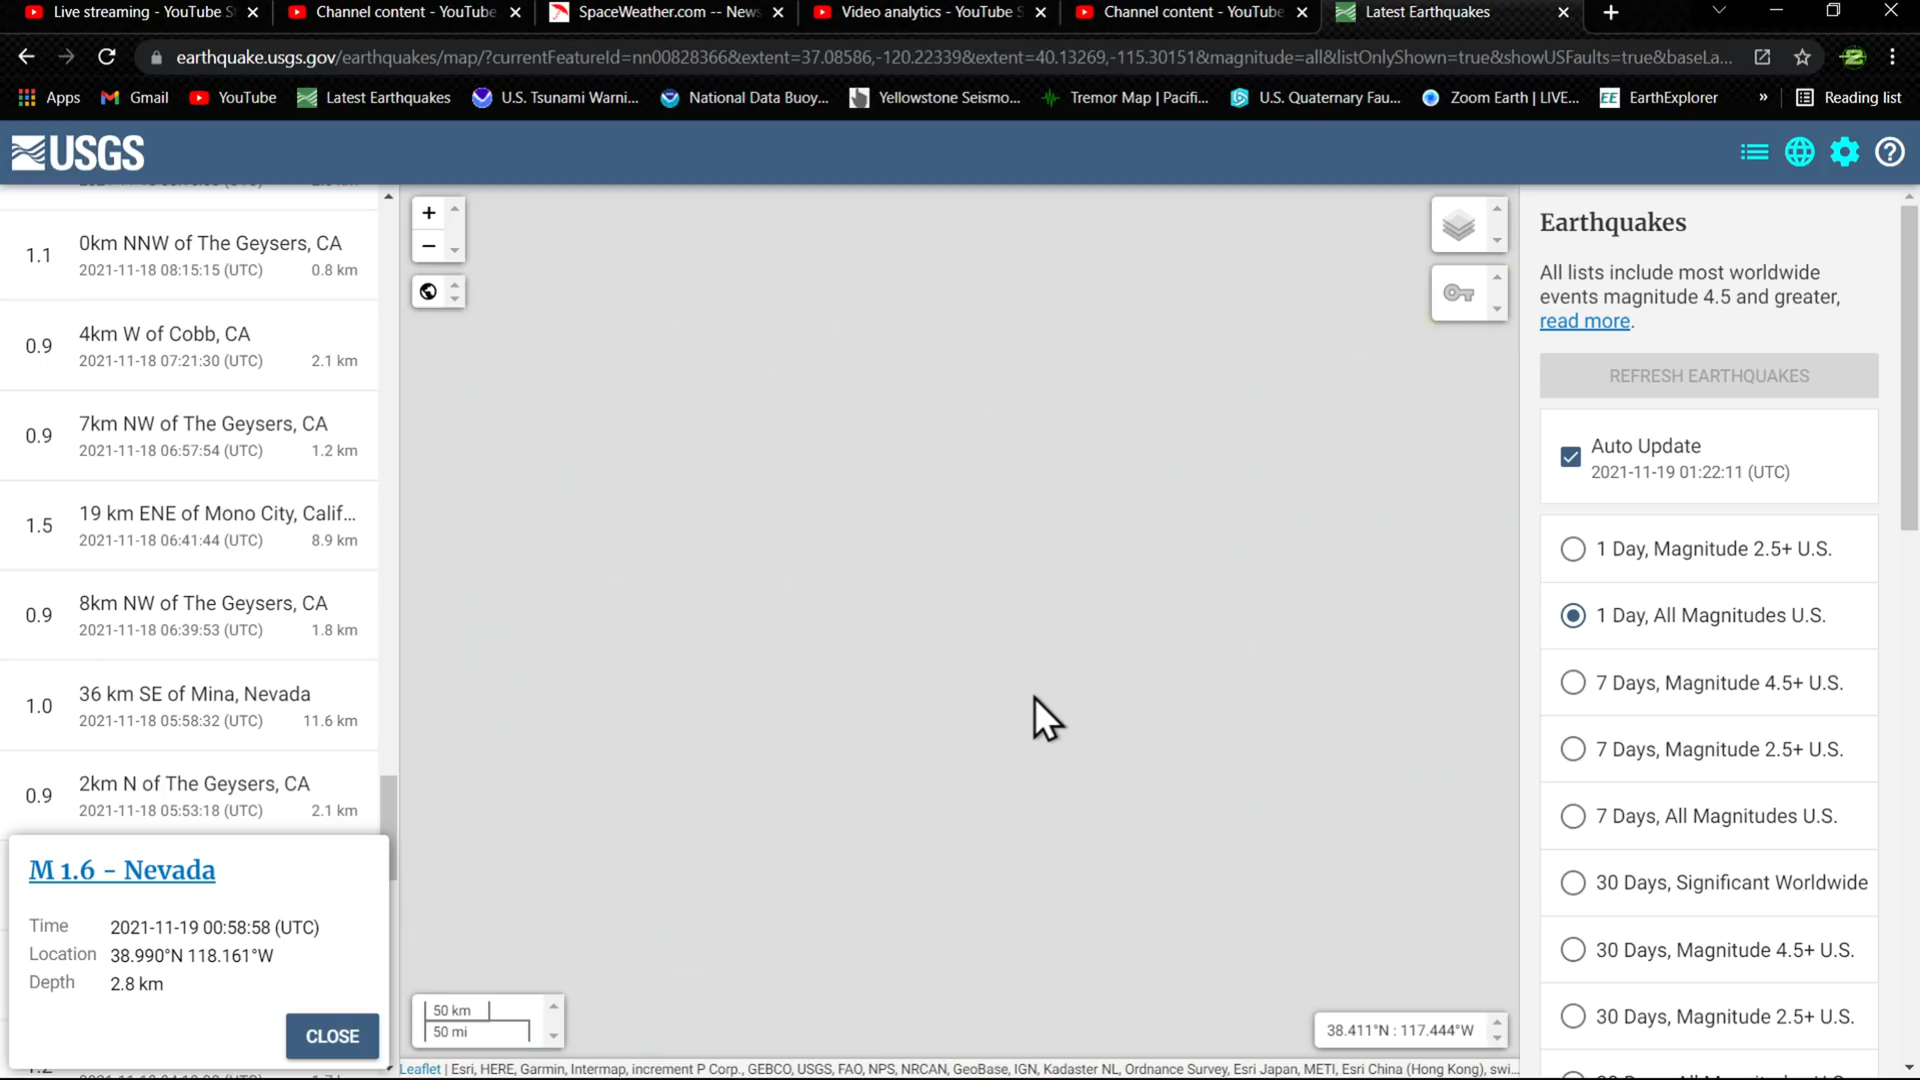 Live streaming - YouTube S
Channel content - YouTube
SpaceWeather.com -- News
Video analytics - YouTube S
Channel content - YouTube
Latest Earthquakes
earthquake.usgs.gov/earthquakes/map/?currentFeatureId=nn00828366&extent=37.08586,-120.22339&extent=40.13269,-115.30151&magnitude=all&listOnlyShown=true&showUSFaults=true&baseLa...
Apps
Gmail
YouTube
Latest Earthquakes
U.S. Tsunami Warni...
National Data Buoy...
Yellowstone Seismo...
Tremor Map | Pacifi...
U.S. Quaternary Fau...
Zoom Earth | LIVE...
EE EarthExplorer
»
Reading list
USGS
1.1
0km NNW of The Geysers, CA
2021-11-18 08:15:15 (UTC) 0.8 km
0.9
4km W of Cobb, CA
2021-11-18 07:21:30 (UTC) 2.1 km
0.9
7km NW of The Geysers, CA
2021-11-18 06:57:54 (UTC) 1.2 km
1.5
19 km ENE of Mono City, Calif...
2021-11-18 06:41:44 (UTC) 8.9 km
0.9
8km NW of The Geysers, CA
2021-11-18 06:39:53 (UTC) 1.8 km
1.0
36 km SE of Mina, Nevada
2021-11-18 05:58:32 (UTC) 11.6 km
0.9
2km N of The Geysers, CA
2021-11-18 05:53:18 (UTC) 2.1 km
M 1.6 - Nevada
Time 2021-11-19 00:58:58 (UTC)
Location 38.990°N 118.161°W
Depth 2.8 km
CLOSE
+
−
50 km
50 mi
38.411°N : 117.444°W
Leaflet | Esri, HERE, Garmin, Intermap, increment P Corp., GEBCO, USGS, FAO, NPS, NRCAN, GeoBase, IGN, Kadaster NL, Ordnance Survey, Esri Japan, METI, Esri China (Hong Kong), swi...
Earthquakes
All lists include most worldwide
events magnitude 4.5 and greater,
read more.
REFRESH EARTHQUAKES
Auto Update
2021-11-19 01:22:11 (UTC)
1 Day, Magnitude 2.5+ U.S.
1 Day, All Magnitudes U.S.
7 Days, Magnitude 4.5+ U.S.
7 Days, Magnitude 2.5+ U.S.
7 Days, All Magnitudes U.S.
30 Days, Significant Worldwide
30 Days, Magnitude 4.5+ U.S.
30 Days, Magnitude 2.5+ U.S.